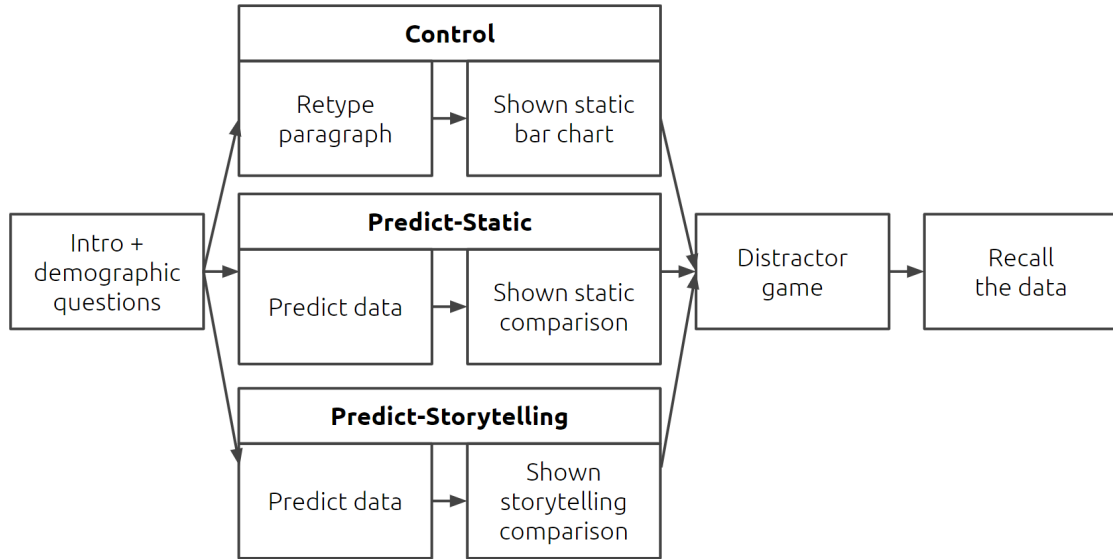 Control
Retype
paragraph
Shown static
bar chart
Intro +
demographic
questions
Predict-Static
Predict data
Shown static
comparison
Predict-Storytelling
Predict data
Shown
storytelling
comparison
Distractor
game
Recall
the data